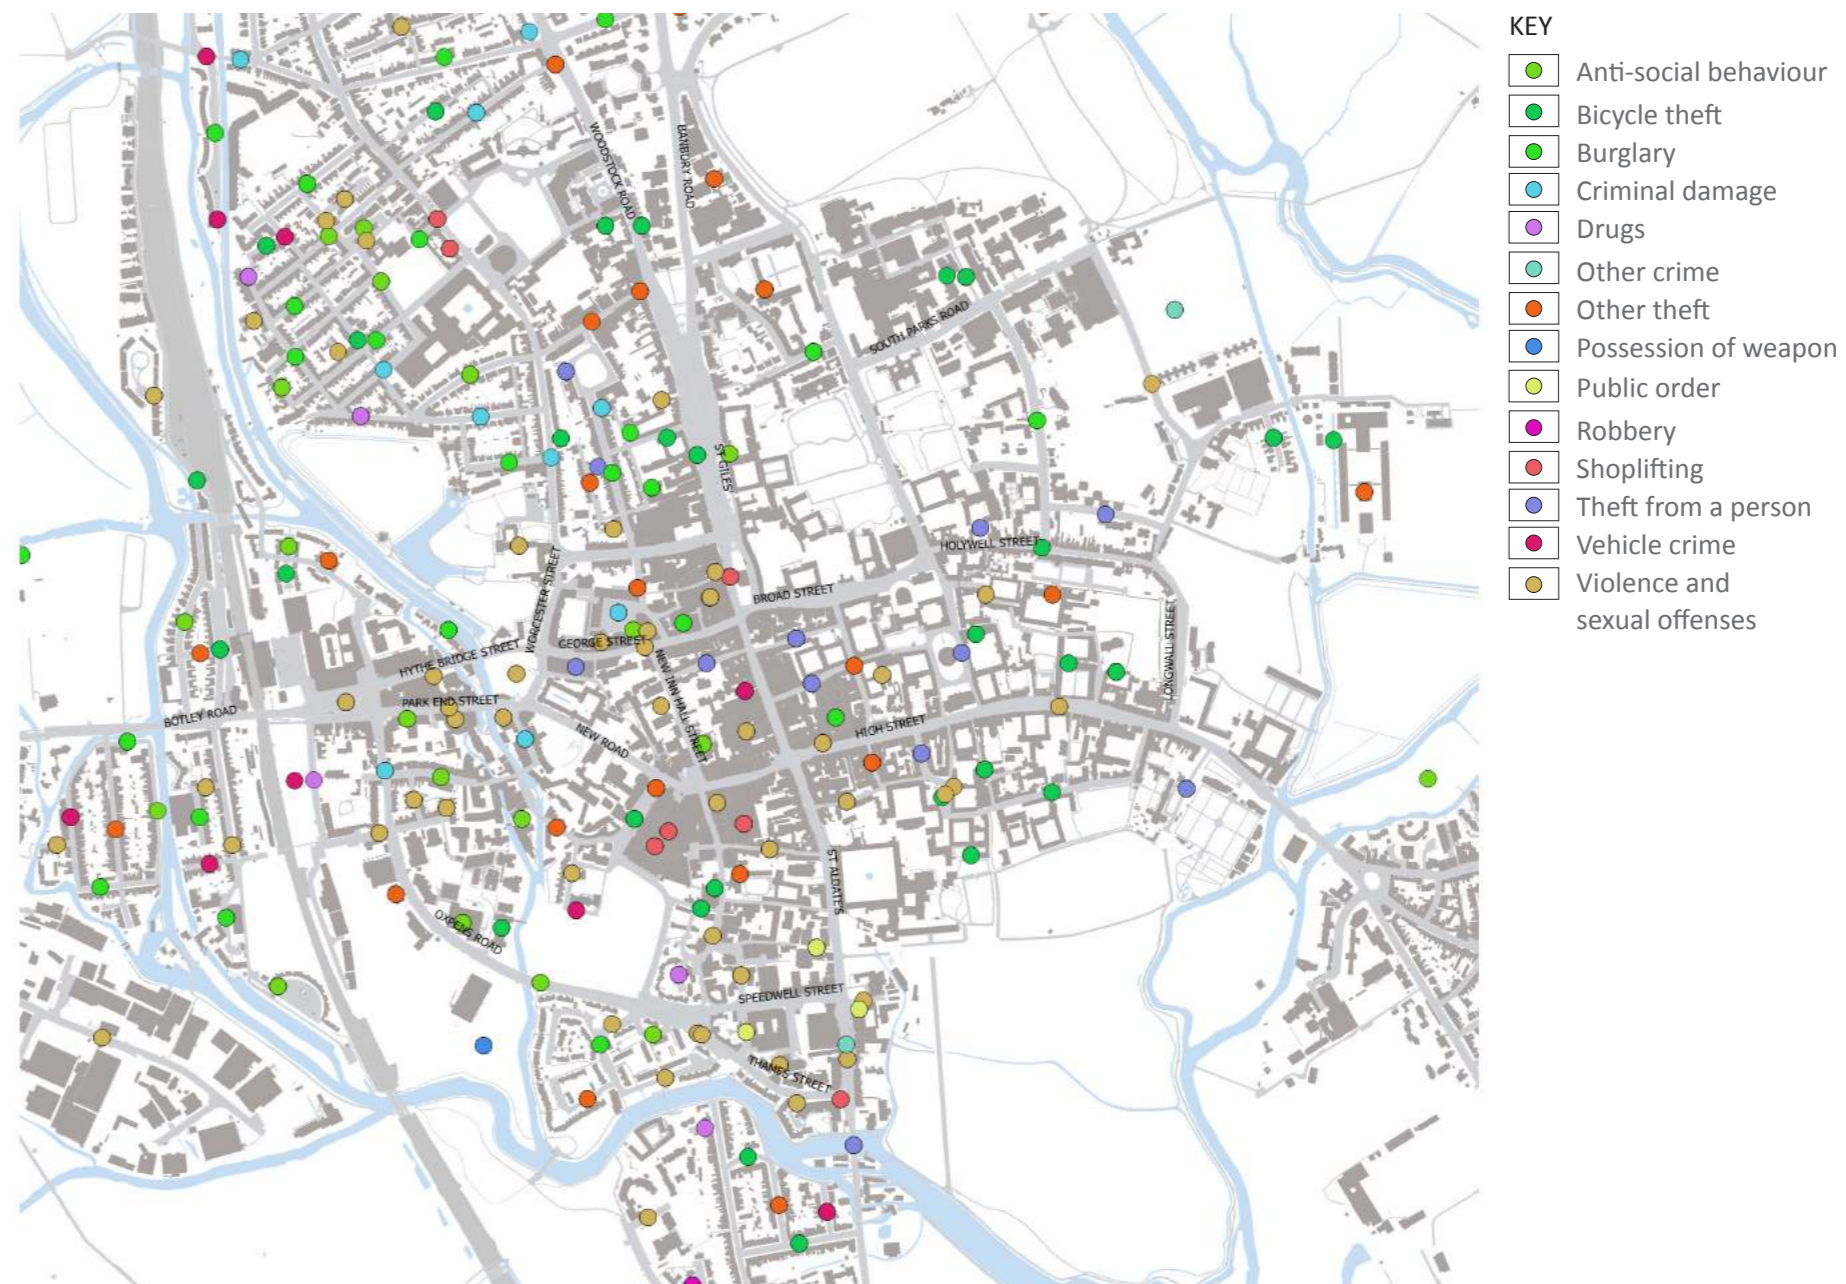 KEY
Anti-social behaviour
Bicycle theft
Burglary
Criminal damage
Drugs
Other crime
Other theft
Possession of weapon
Public order
Robbery
Shoplifting
Theft from a person
Vehicle crime
Violence and
sexual offenses
WOODSTOCK ROAD
BANBURY ROAD
SOUTH PARKS ROAD
ST GILES'
HOLYWELL STREET
BROAD STREET
WORCESTER STREET
GEORGE STREET
HYTHE BRIDGE STREET
NEW INN HALL STREET
LONGWALL STREET
PARK END STREET
BOTLEY ROAD
NEW ROAD
HIGH STREET
ST ALDATE'S
OXPENS ROAD
SPEEDWELL STREET
THAMES STREET